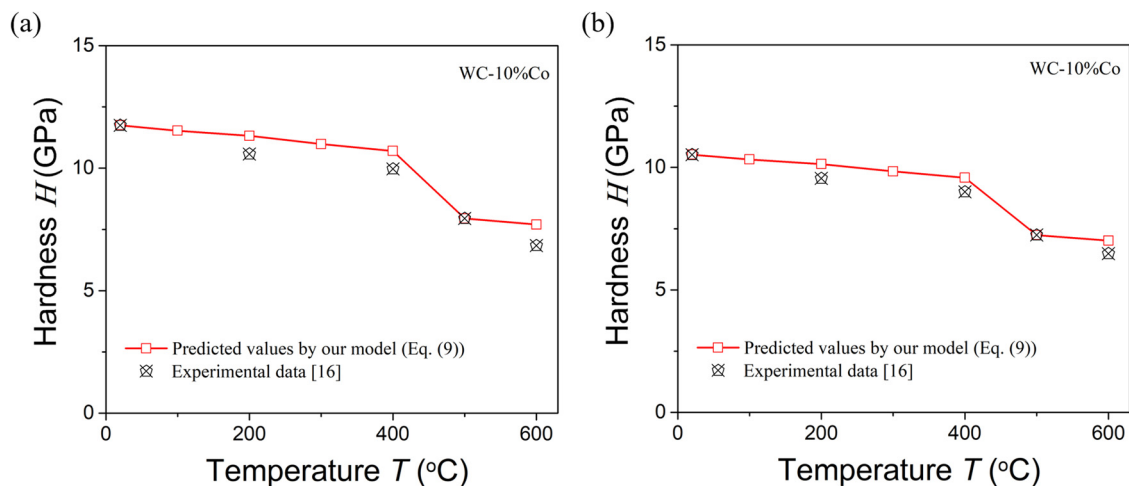 (a)
15
10
5
0
Hardness H (GPa)
WC-10%Co
Predicted values by our model (Eq. (9))
Experimental data [16]
0 200 400 600
Temperature T (°C)
(b)
15
10
5
0
Hardness H (GPa)
WC-10%Co
Predicted values by our model (Eq. (9))
Experimental data [16]
0 200 400 600
Temperature T (°C)